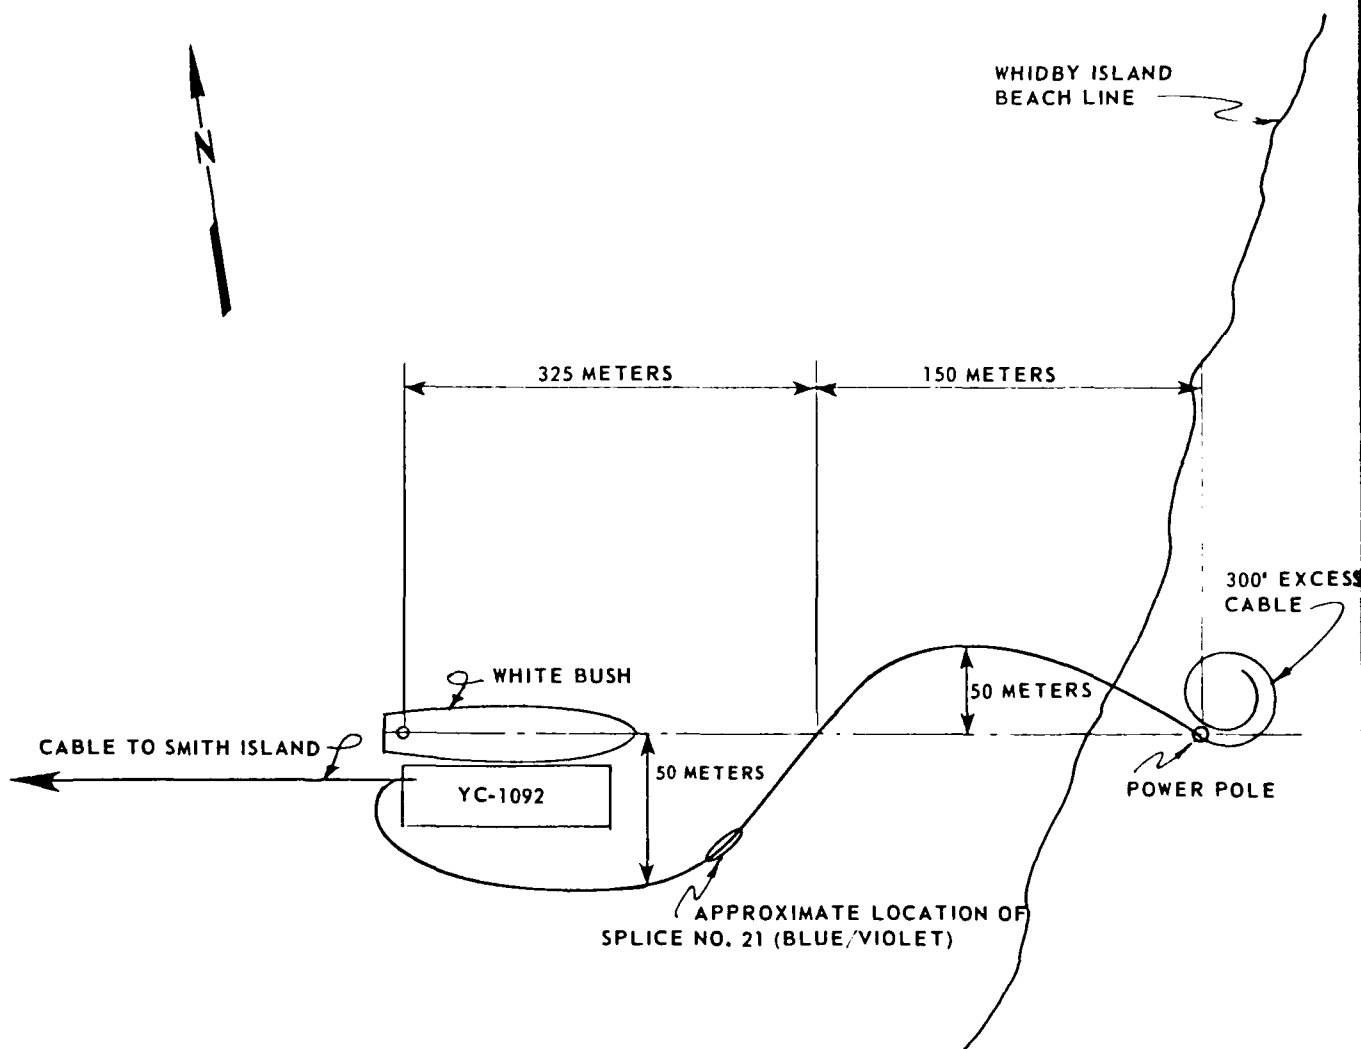 WHIDBY ISLAND
BEACH LINE
N
325 METERS
150 METERS
300' EXCESS
CABLE
WHITE BUSH
50 METERS
CABLE TO SMITH ISLAND
50 METERS
YC-1092
POWER POLE
APPROXIMATE LOCATION OF
SPLICE NO. 21 (BLUE/VIOLET)